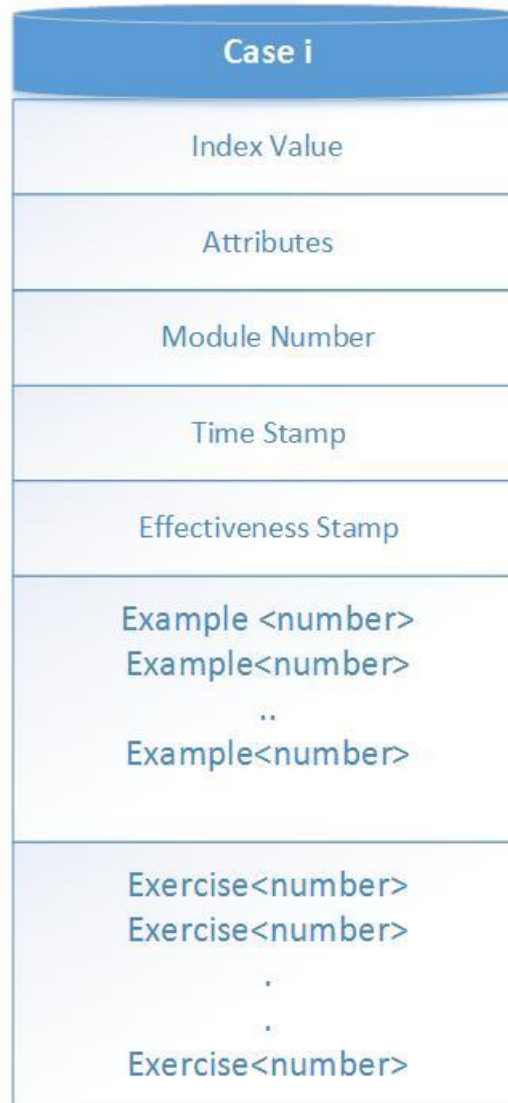 Case i
Index Value
Attributes
Module Number
Time Stamp
Effectiveness Stamp
Example <number>
Example<number>
..
Example<number>
Exercise<number>
Exercise<number>
.
.
Exercise<number>